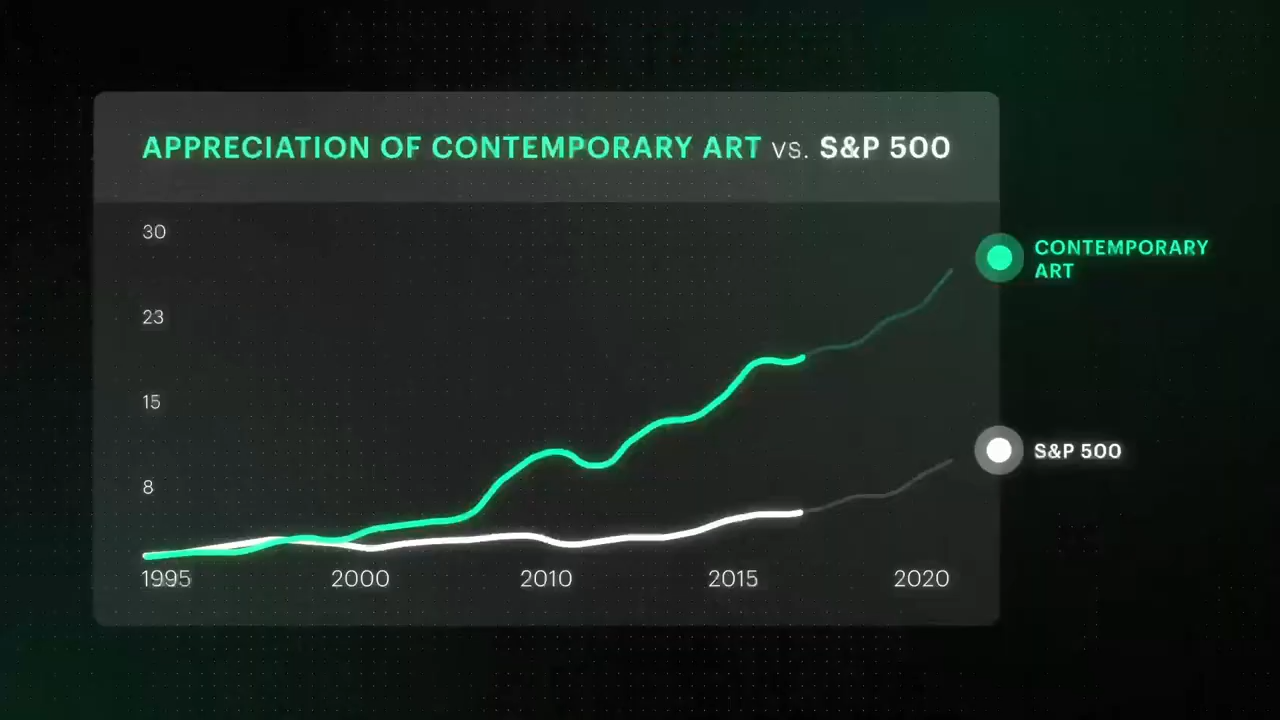 APPRECIATION OF CONTEMPORARY ART VS. S&P 500
30
23
15
8
1995 2000 2010 2015 2020
CONTEMPORARY
ART
S&P 500